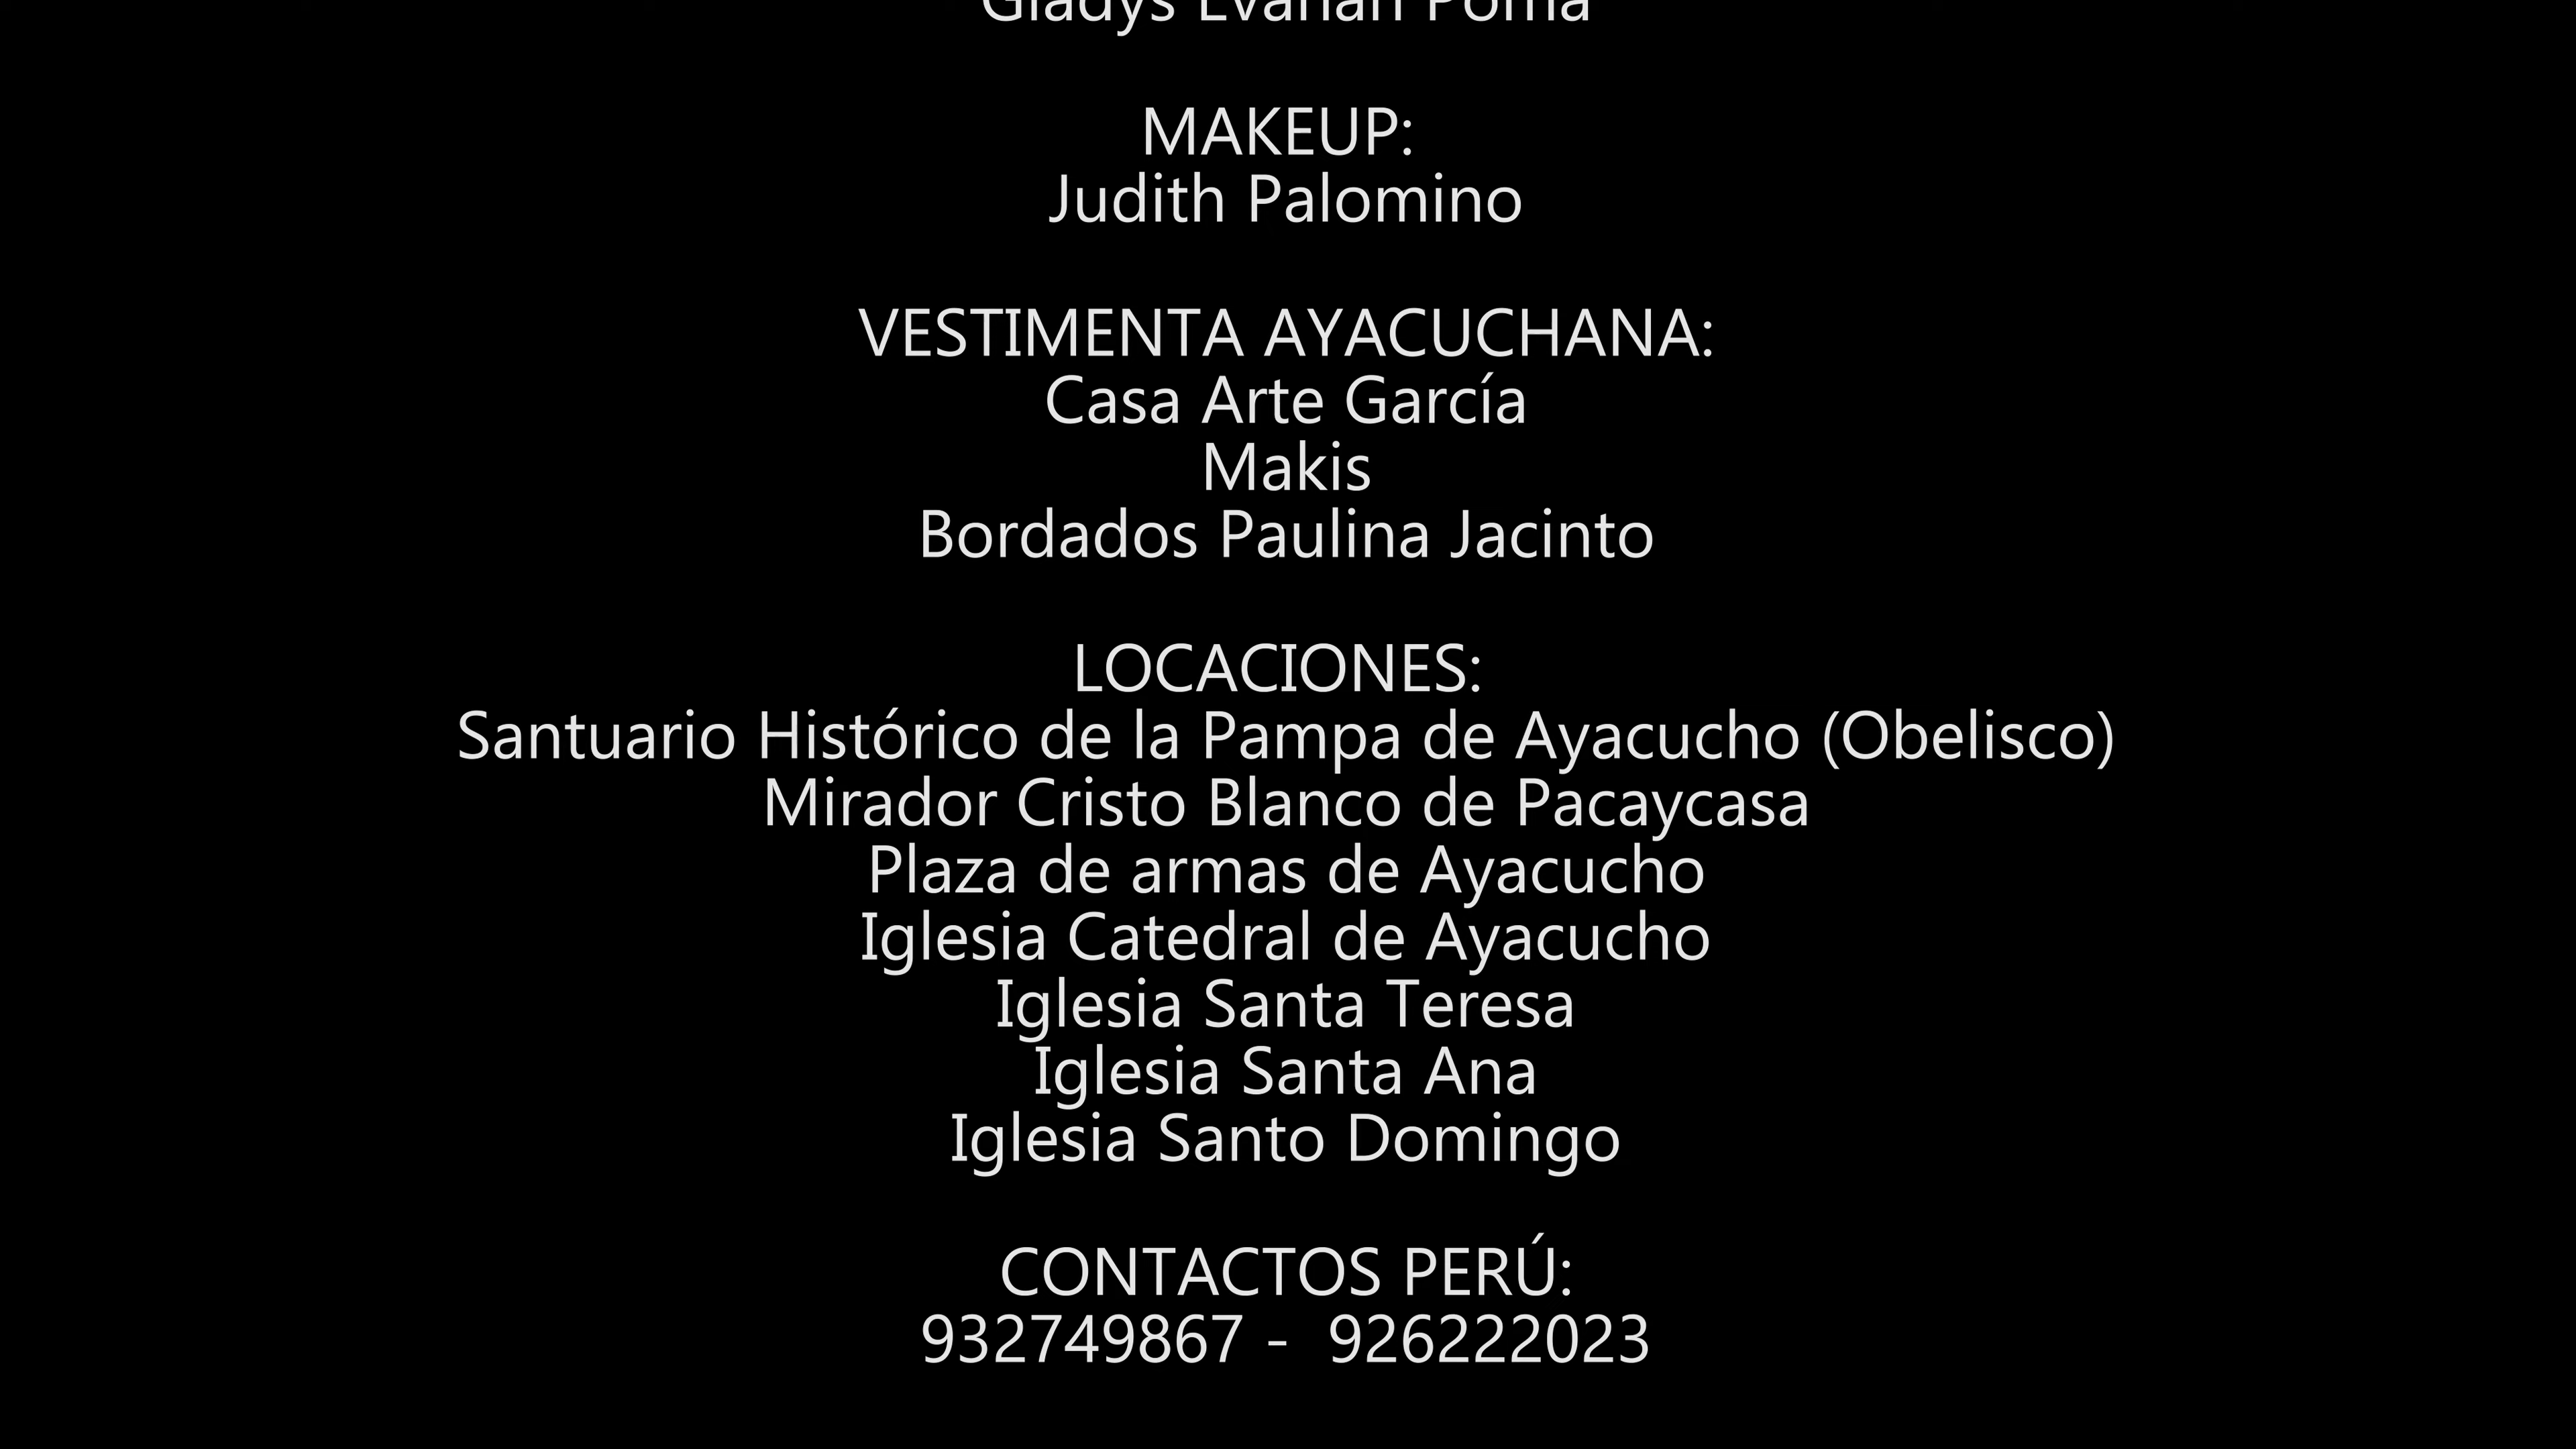 Gladys Poma
MAKEUP:
Judith Palomino
VESTIMENTA AYACUCHANA:
Casa Arte García
Makis
Bordados Paulina Jacinto
LOCACIONES:
Santuario Histórico de la Pampa de Ayacucho (Obelisco)
Mirador Cristo Blanco de Pacaycasa
Plaza de armas de Ayacucho
Iglesia Catedral de Ayacucho
Iglesia Santa Teresa
Iglesia Santa Ana
Iglesia Santo Domingo
CONTACTOS PERÚ:
932749867 - 926222023